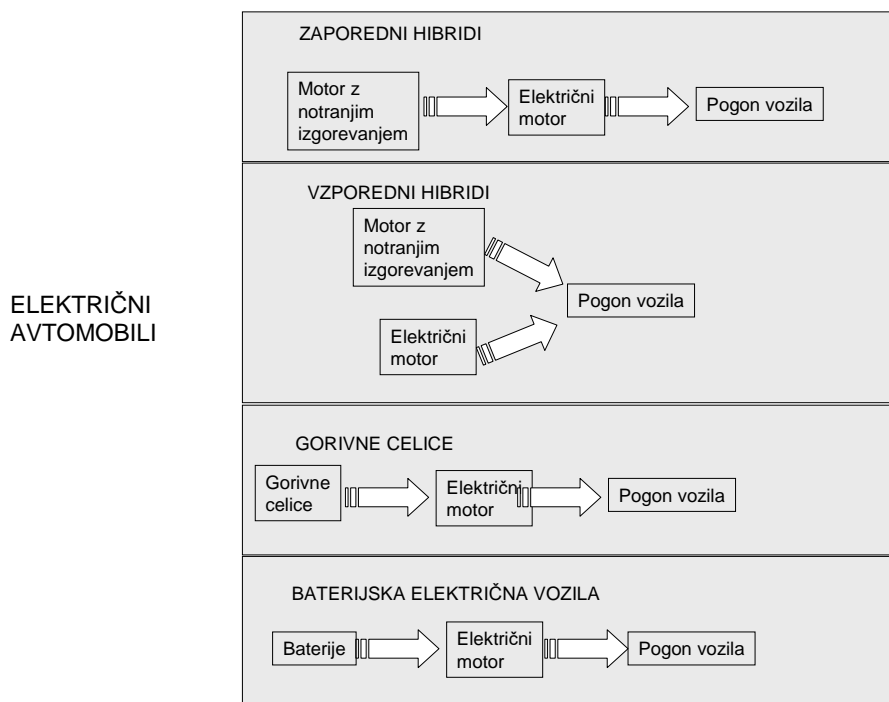 ELEKTRIČNI
AVTOMOBILI
ZAPOREDNI HIBRIDI
Motor z
notranjim
izgorevanjem
Električni
motor
Pogon vozila
VZPOREDNI HIBRIDI
Motor z
notranjim
izgorevanjem
Električni
motor
Pogon vozila
GORIVNE CELICE
Gorivne
celice
Električni
motor
Pogon vozila
BATERIJSKA ELEKTRIČNA VOZILA
Baterije
Električni
motor
Pogon vozila